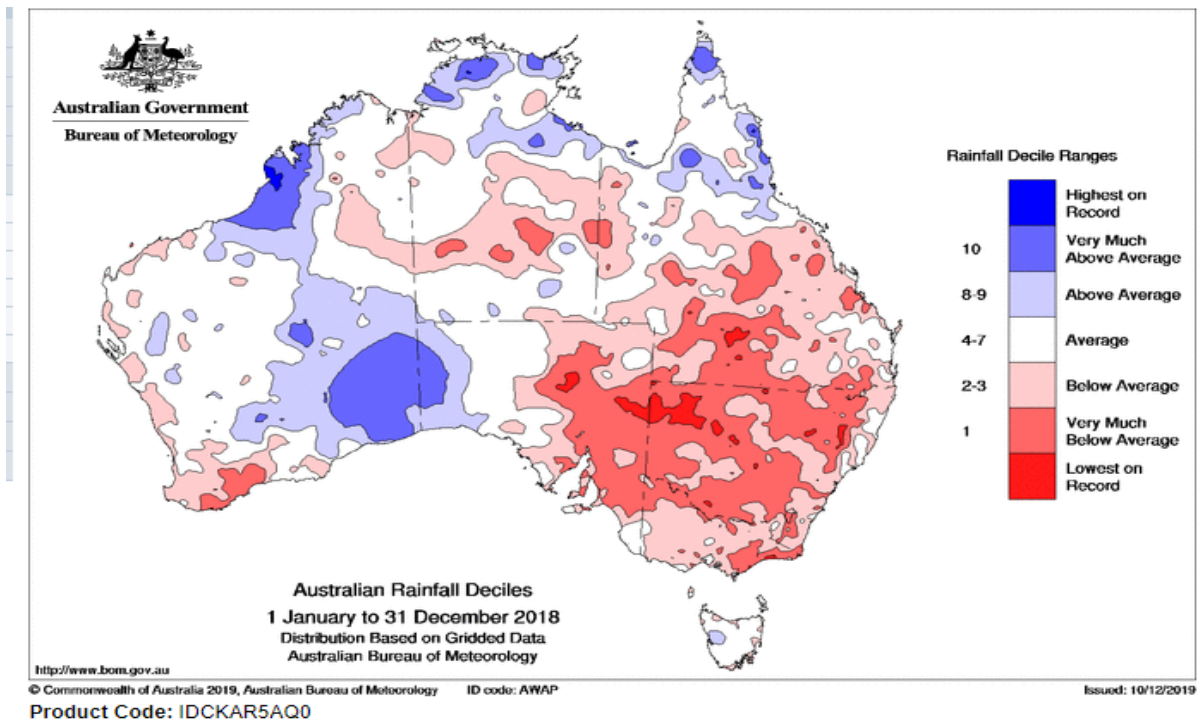 Australian Government
Bureau of Meteorology
Rainfall Decile Ranges
Highest on
Record
10
Very Much
Above Average
8-9
Above Average
4-7
Average
2-3
Below Average
1
Very Much
Below Average
Lowest on
Record
Australian Rainfall Deciles
1 January to 31 December 2018
Distribution Based on Gridded Data
Australian Bureau of Meteorology
http://www.bom.gov.au
© Commonwealth of Australia 2019, Australian Bureau of Meteorology ID code: AWAP Issued: 10/12/2019
Product Code: IDCKAR5AQ0